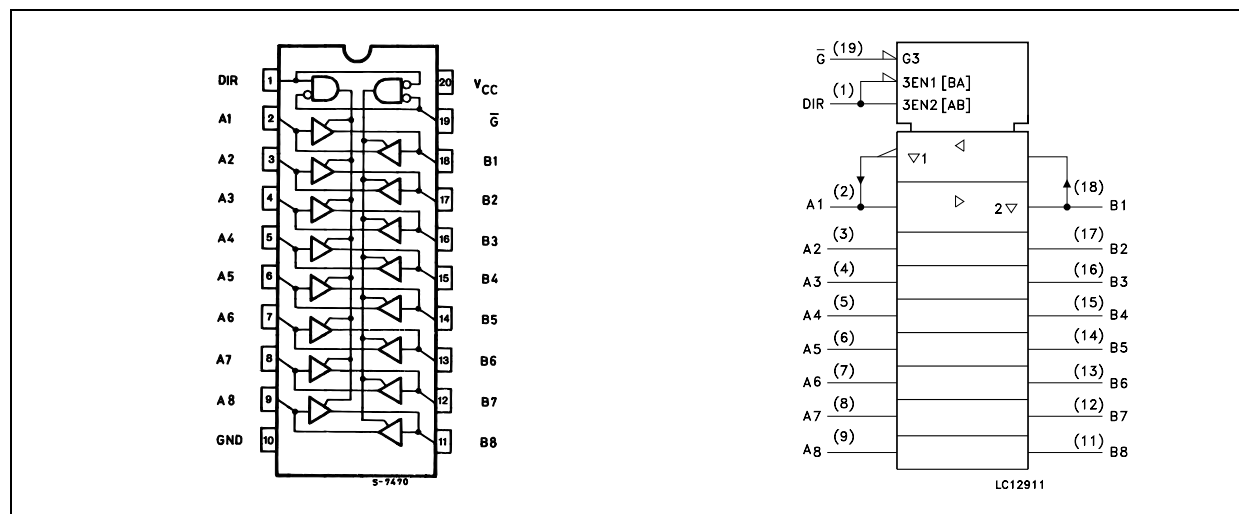 DIR 1 20 VCC
A1 2 19 G̅
A2 3 18 B1
A3 4 17 B2
A4 5 16 B3
A5 6 15 B4
A6 7 14 B5
A7 8 13 B6
A8 9 12 B7
GND 10 11 B8
S-7470
G̅ (19) G3
3EN1 [BA]
DIR (1) 3EN2 [AB]
▽1 ◁
A1 (2) ▷ 2▽ (18) B1
A2 (3) (17) B2
A3 (4) (16) B3
A4 (5) (15) B4
A5 (6) (14) B5
A6 (7) (13) B6
A7 (8) (12) B7
A8 (9) (11) B8
LC12911